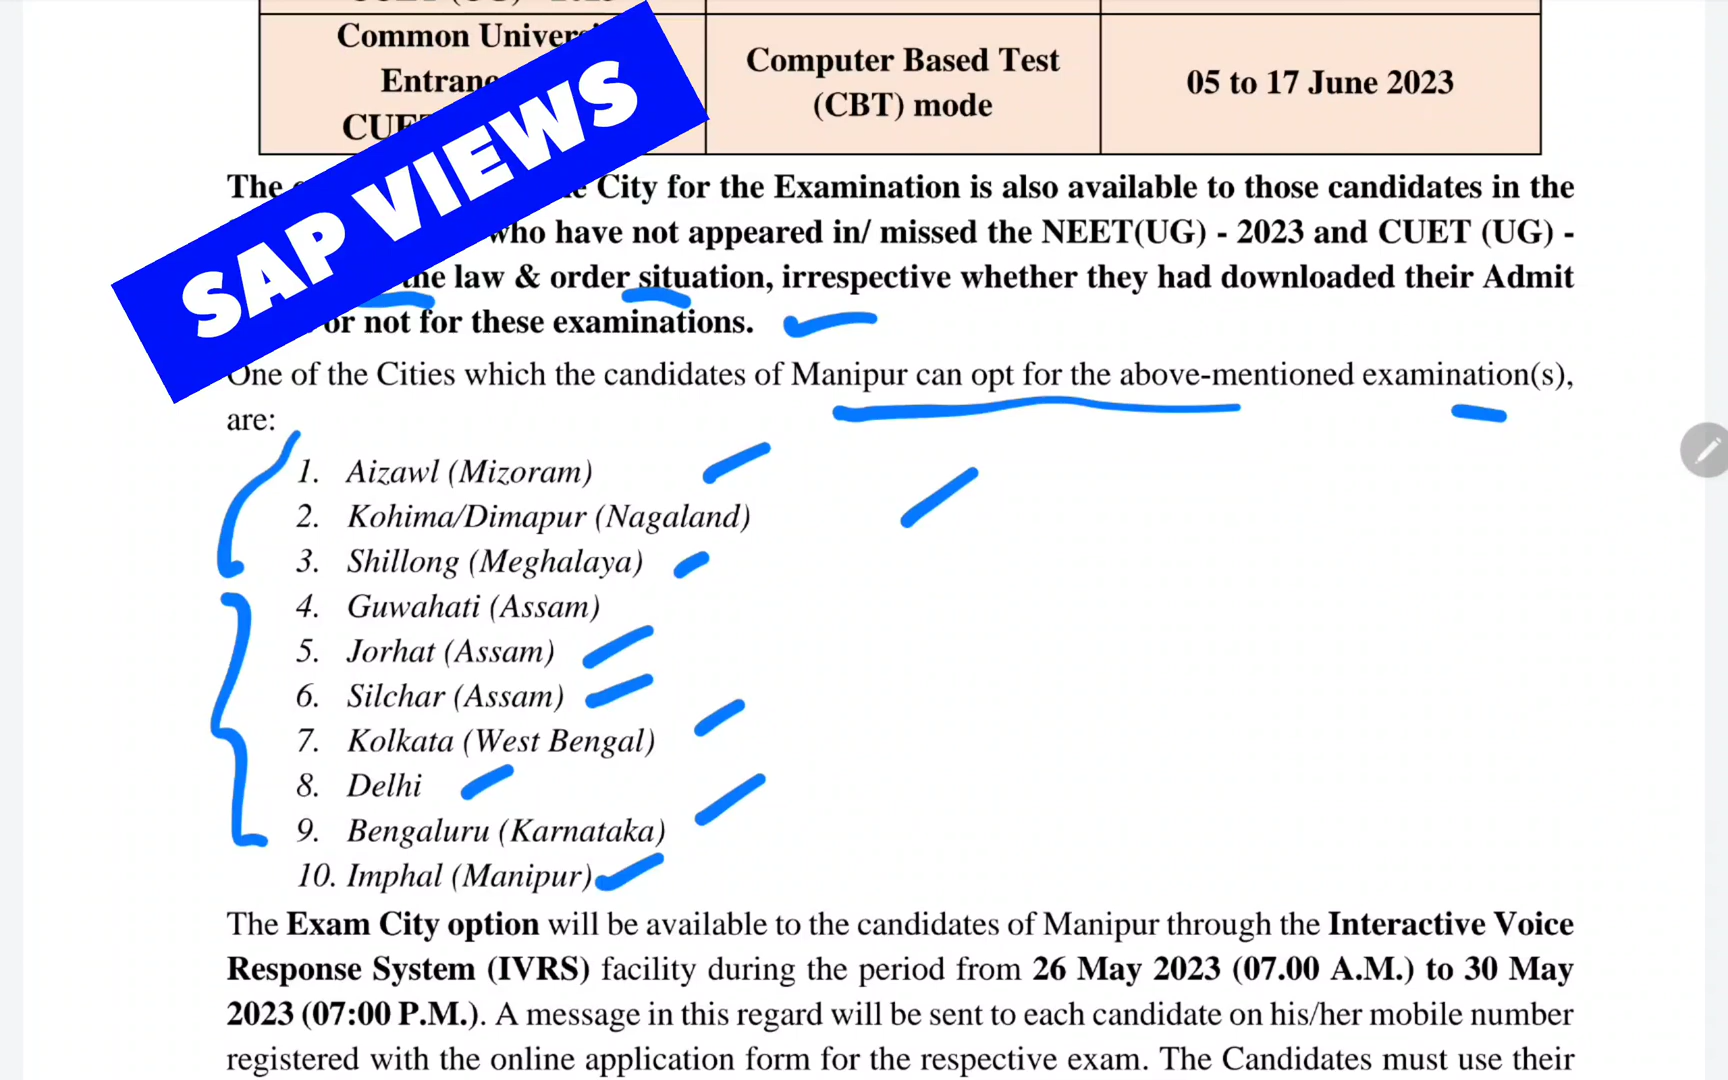 Common
Entrance
Computer Based Test
(CBT) mode
05 to 17 June 2023
SAP VIEWS
The City for the Examination is also available to those candidates in the
who have not appeared in/ missed the NEET(UG) - 2023 and CUET (UG) -
the law & order situation, irrespective whether they had downloaded their Admit
or not for these examinations.
One of the Cities which the candidates of Manipur can opt for the above-mentioned examination(s),
are:
1. Aizawl (Mizoram)
2. Kohima/Dimapur (Nagaland)
3. Shillong (Meghalaya)
4. Guwahati (Assam)
5. Jorhat (Assam)
6. Silchar (Assam)
7. Kolkata (West Bengal)
8. Delhi
9. Bengaluru (Karnataka)
10. Imphal (Manipur)
The Exam City option will be available to the candidates of Manipur through the Interactive Voice
Response System (IVRS) facility during the period from 26 May 2023 (07.00 A.M.) to 30 May
2023 (07:00 P.M.). A message in this regard will be sent to each candidate on his/her mobile number
registered with the online application form for the respective exam. The Candidates must use their